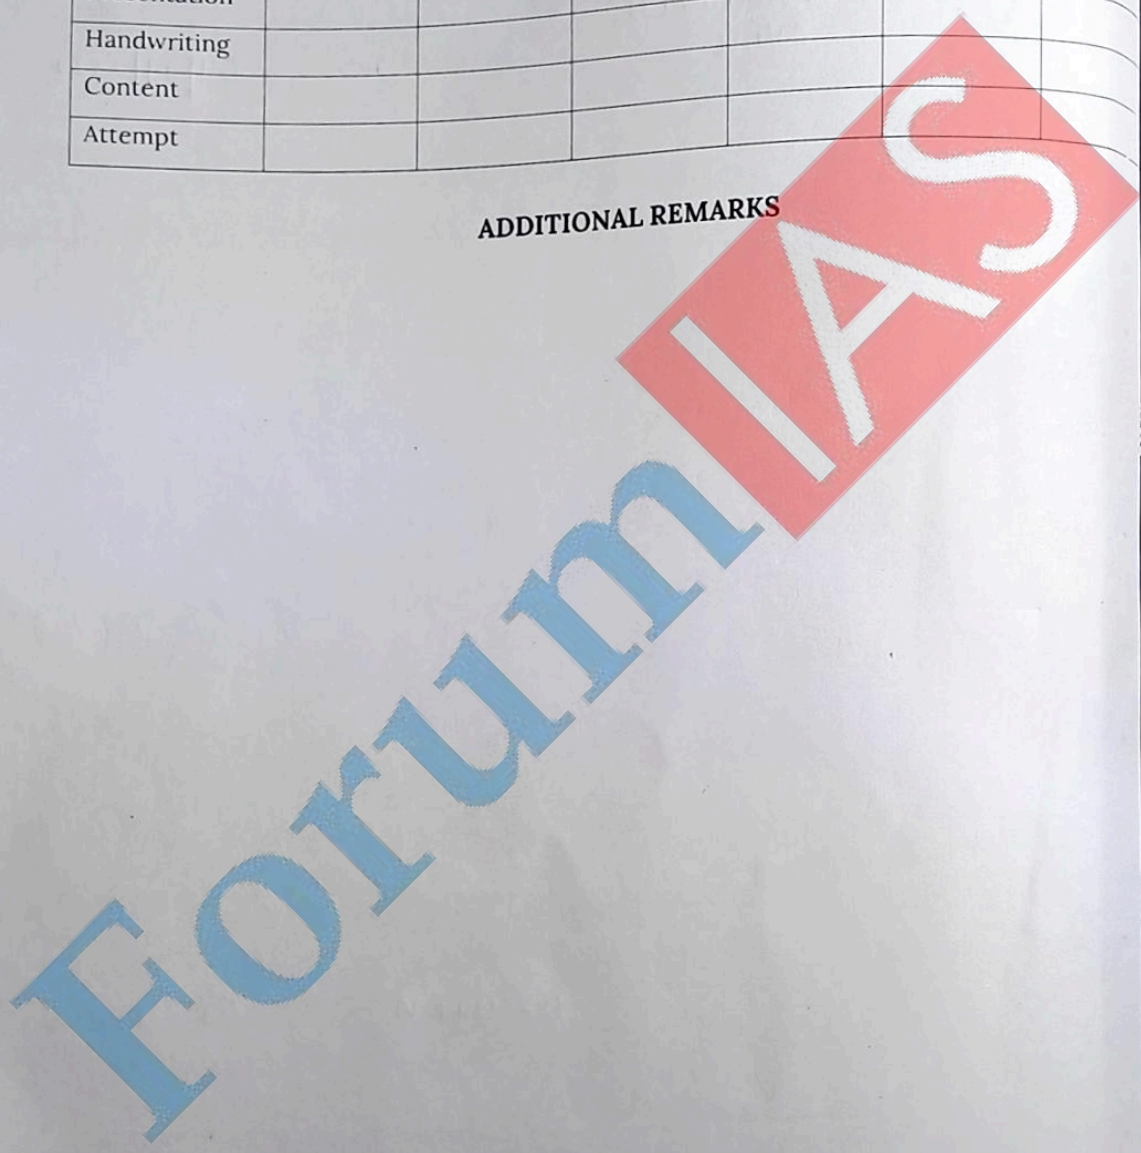 Handwriting
Content
Attempt
ADDITIONAL REMARKS
ForumIAS